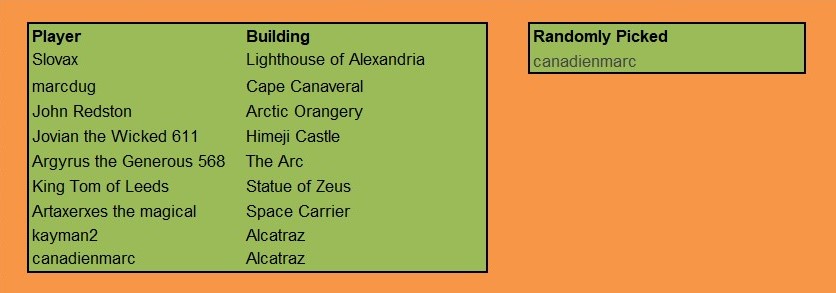 Player Building
Slovax Lighthouse of Alexandria
marcdug Cape Canaveral
John Redston Arctic Orangery
Jovian the Wicked 611 Himeji Castle
Argyrus the Generous 568 The Arc
King Tom of Leeds Statue of Zeus
Artaxerxes the magical Space Carrier
kayman2 Alcatraz
canadienmarc Alcatraz
Randomly Picked
canadienmarc